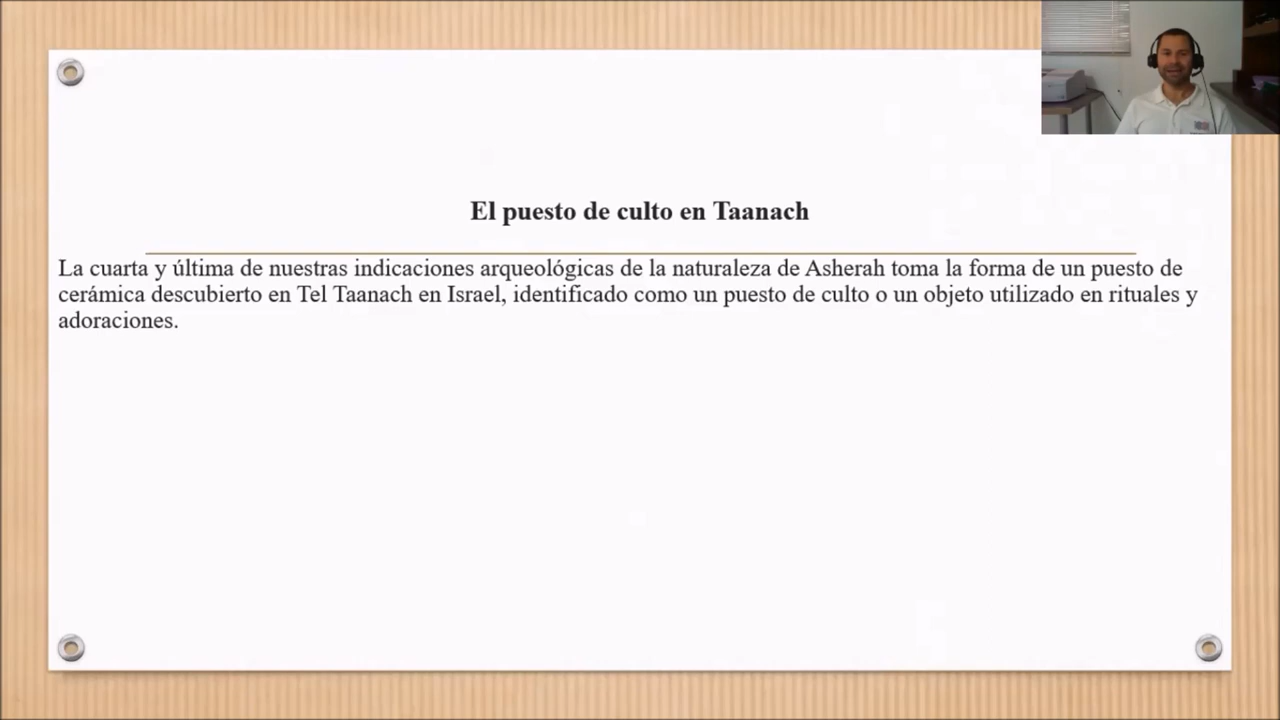 El puesto de culto en Taanach
La cuarta y última de nuestras indicaciones arqueológicas de la naturaleza de Asherah toma la forma de un puesto de
cerámica descubierto en Tel Taanach en Israel, identificado como un puesto de culto o un objeto utilizado en rituales y
adoraciones.